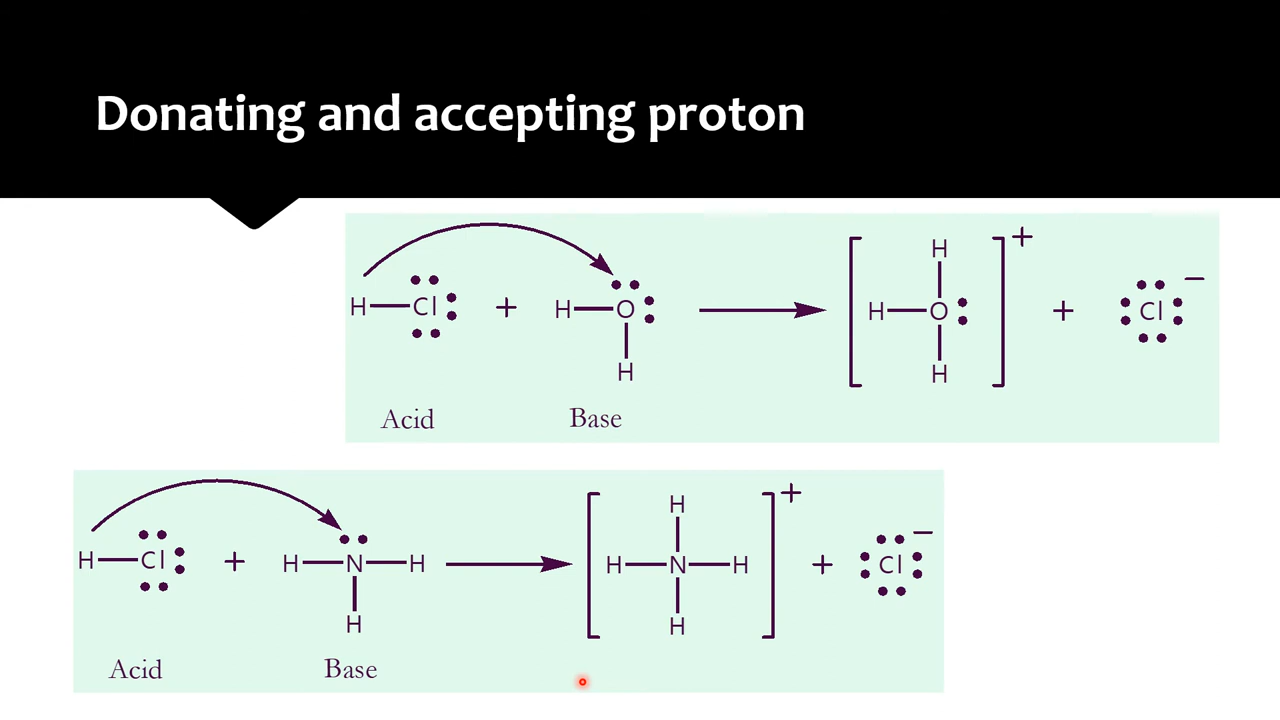 Donating and accepting proton
H +
H Cl + H O H O + Cl −
H H
Acid Base
H +
H Cl + H N H H N H + Cl −
H H
Acid Base